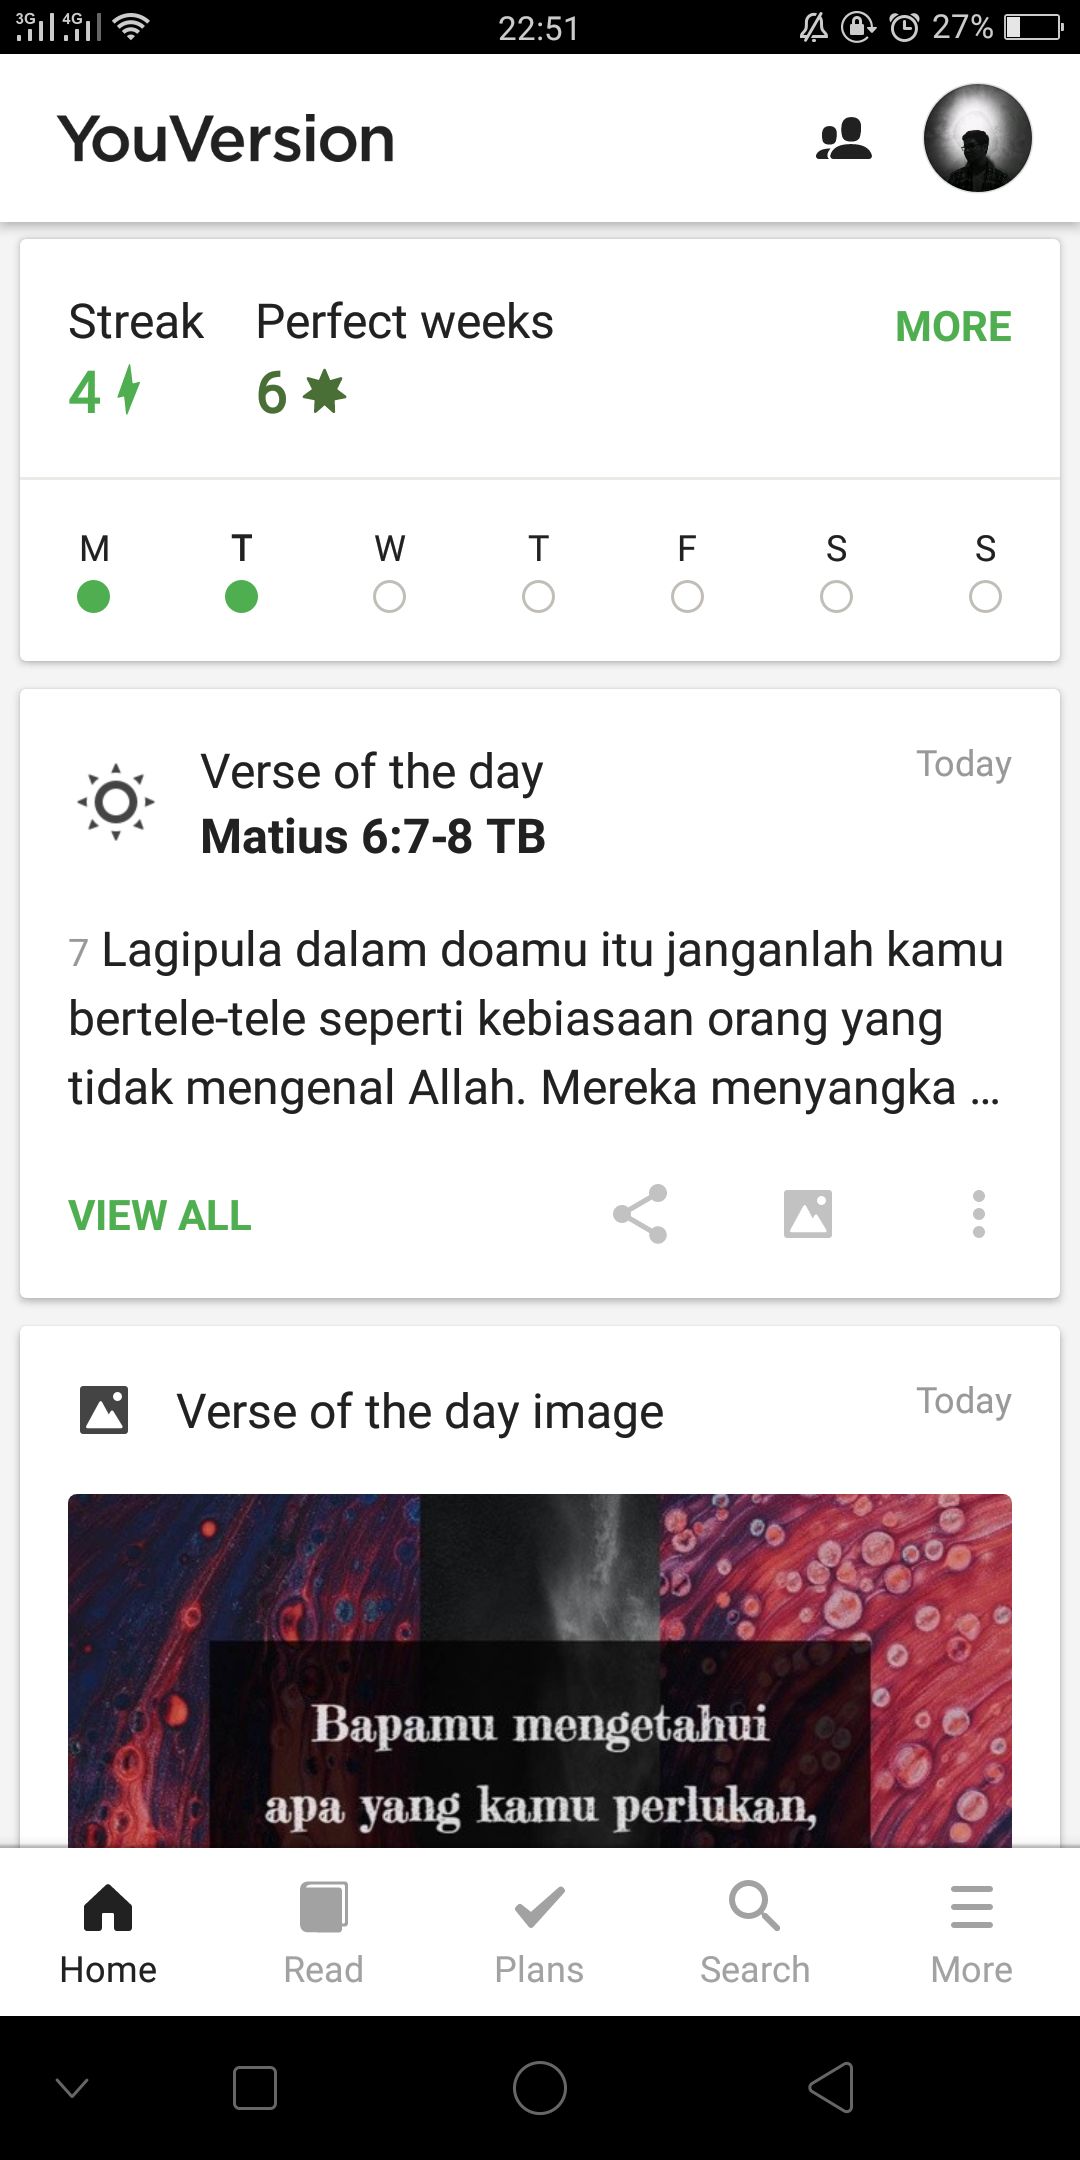 3G 4G 22:51 27%
YouVersion
Streak Perfect weeks MORE
4 6
M T W T F S S
Verse of the day Today
Matius 6:7-8 TB
7 Lagipula dalam doamu itu janganlah kamu
bertele-tele seperti kebiasaan orang yang
tidak mengenal Allah. Mereka menyangka ...
VIEW ALL
Verse of the day image Today
Bapamu mengetahui
apa yang kamu perlukan,
Home Read Plans Search More